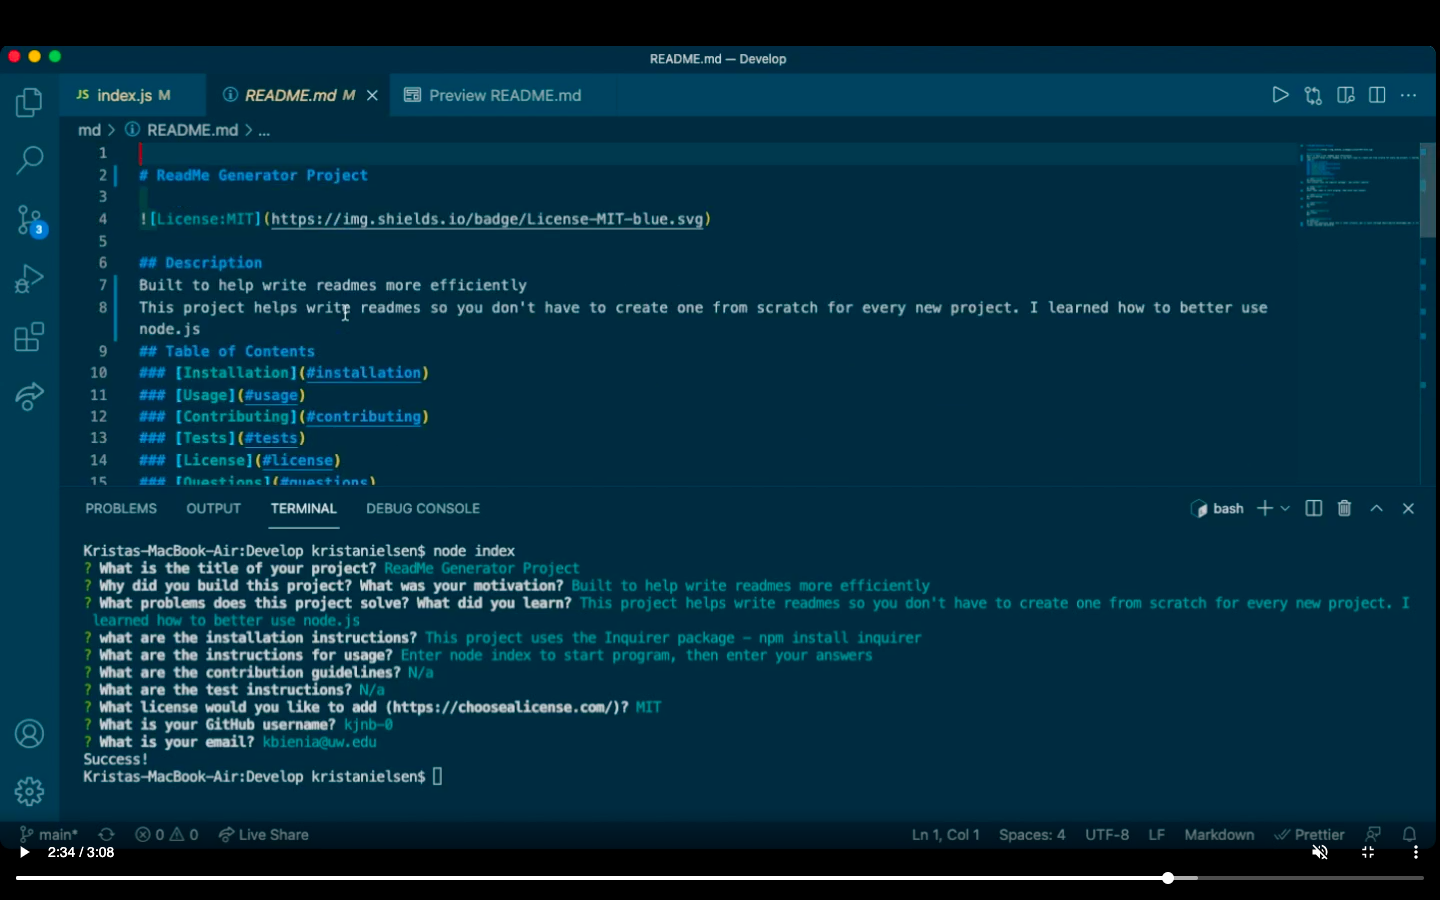 README.md — Develop
JS index.js M
README.md M
Preview README.md
md > README.md > ...
1
2 # ReadMe Generator Project
3
4 ![License:MIT](https://img.shields.io/badge/License-MIT-blue.svg)
5
6 ## Description
7 Built to help write readmes more efficiently
8 This project helps write readmes so you don't have to create one from scratch for every new project. I learned how to better use
node.js
9 ## Table of Contents
10 ### [Installation](#installation)
11 ### [Usage](#usage)
12 ### [Contributing](#contributing)
13 ### [Tests](#tests)
14 ### [License](#license)
15 ### [Questions](#questions)
3
PROBLEMS OUTPUT TERMINAL DEBUG CONSOLE
bash
Kristas-MacBook-Air:Develop kristanielsen$ node index
? What is the title of your project? ReadMe Generator Project
? Why did you build this project? What was your motivation? Built to help write readmes more efficiently
? What problems does this project solve? What did you learn? This project helps write readmes so you don't have to create one from scratch for every new project. I
learned how to better use node.js
? what are the installation instructions? This project uses the Inquirer package – npm install inquirer
? What are the instructions for usage? Enter node index to start program, then enter your answers
? What are the contribution guidelines? N/a
? What are the test instructions? N/a
? What license would you like to add (https://choosealicense.com/)? MIT
? What is your GitHub username? kjnb-0
? What is your email? kbienia@uw.edu
Success!
Kristas-MacBook-Air:Develop kristanielsen$
main* 0 0 Live Share
Ln 1, Col 1 Spaces: 4 UTF-8 LF Markdown Prettier
2:34 / 3:08